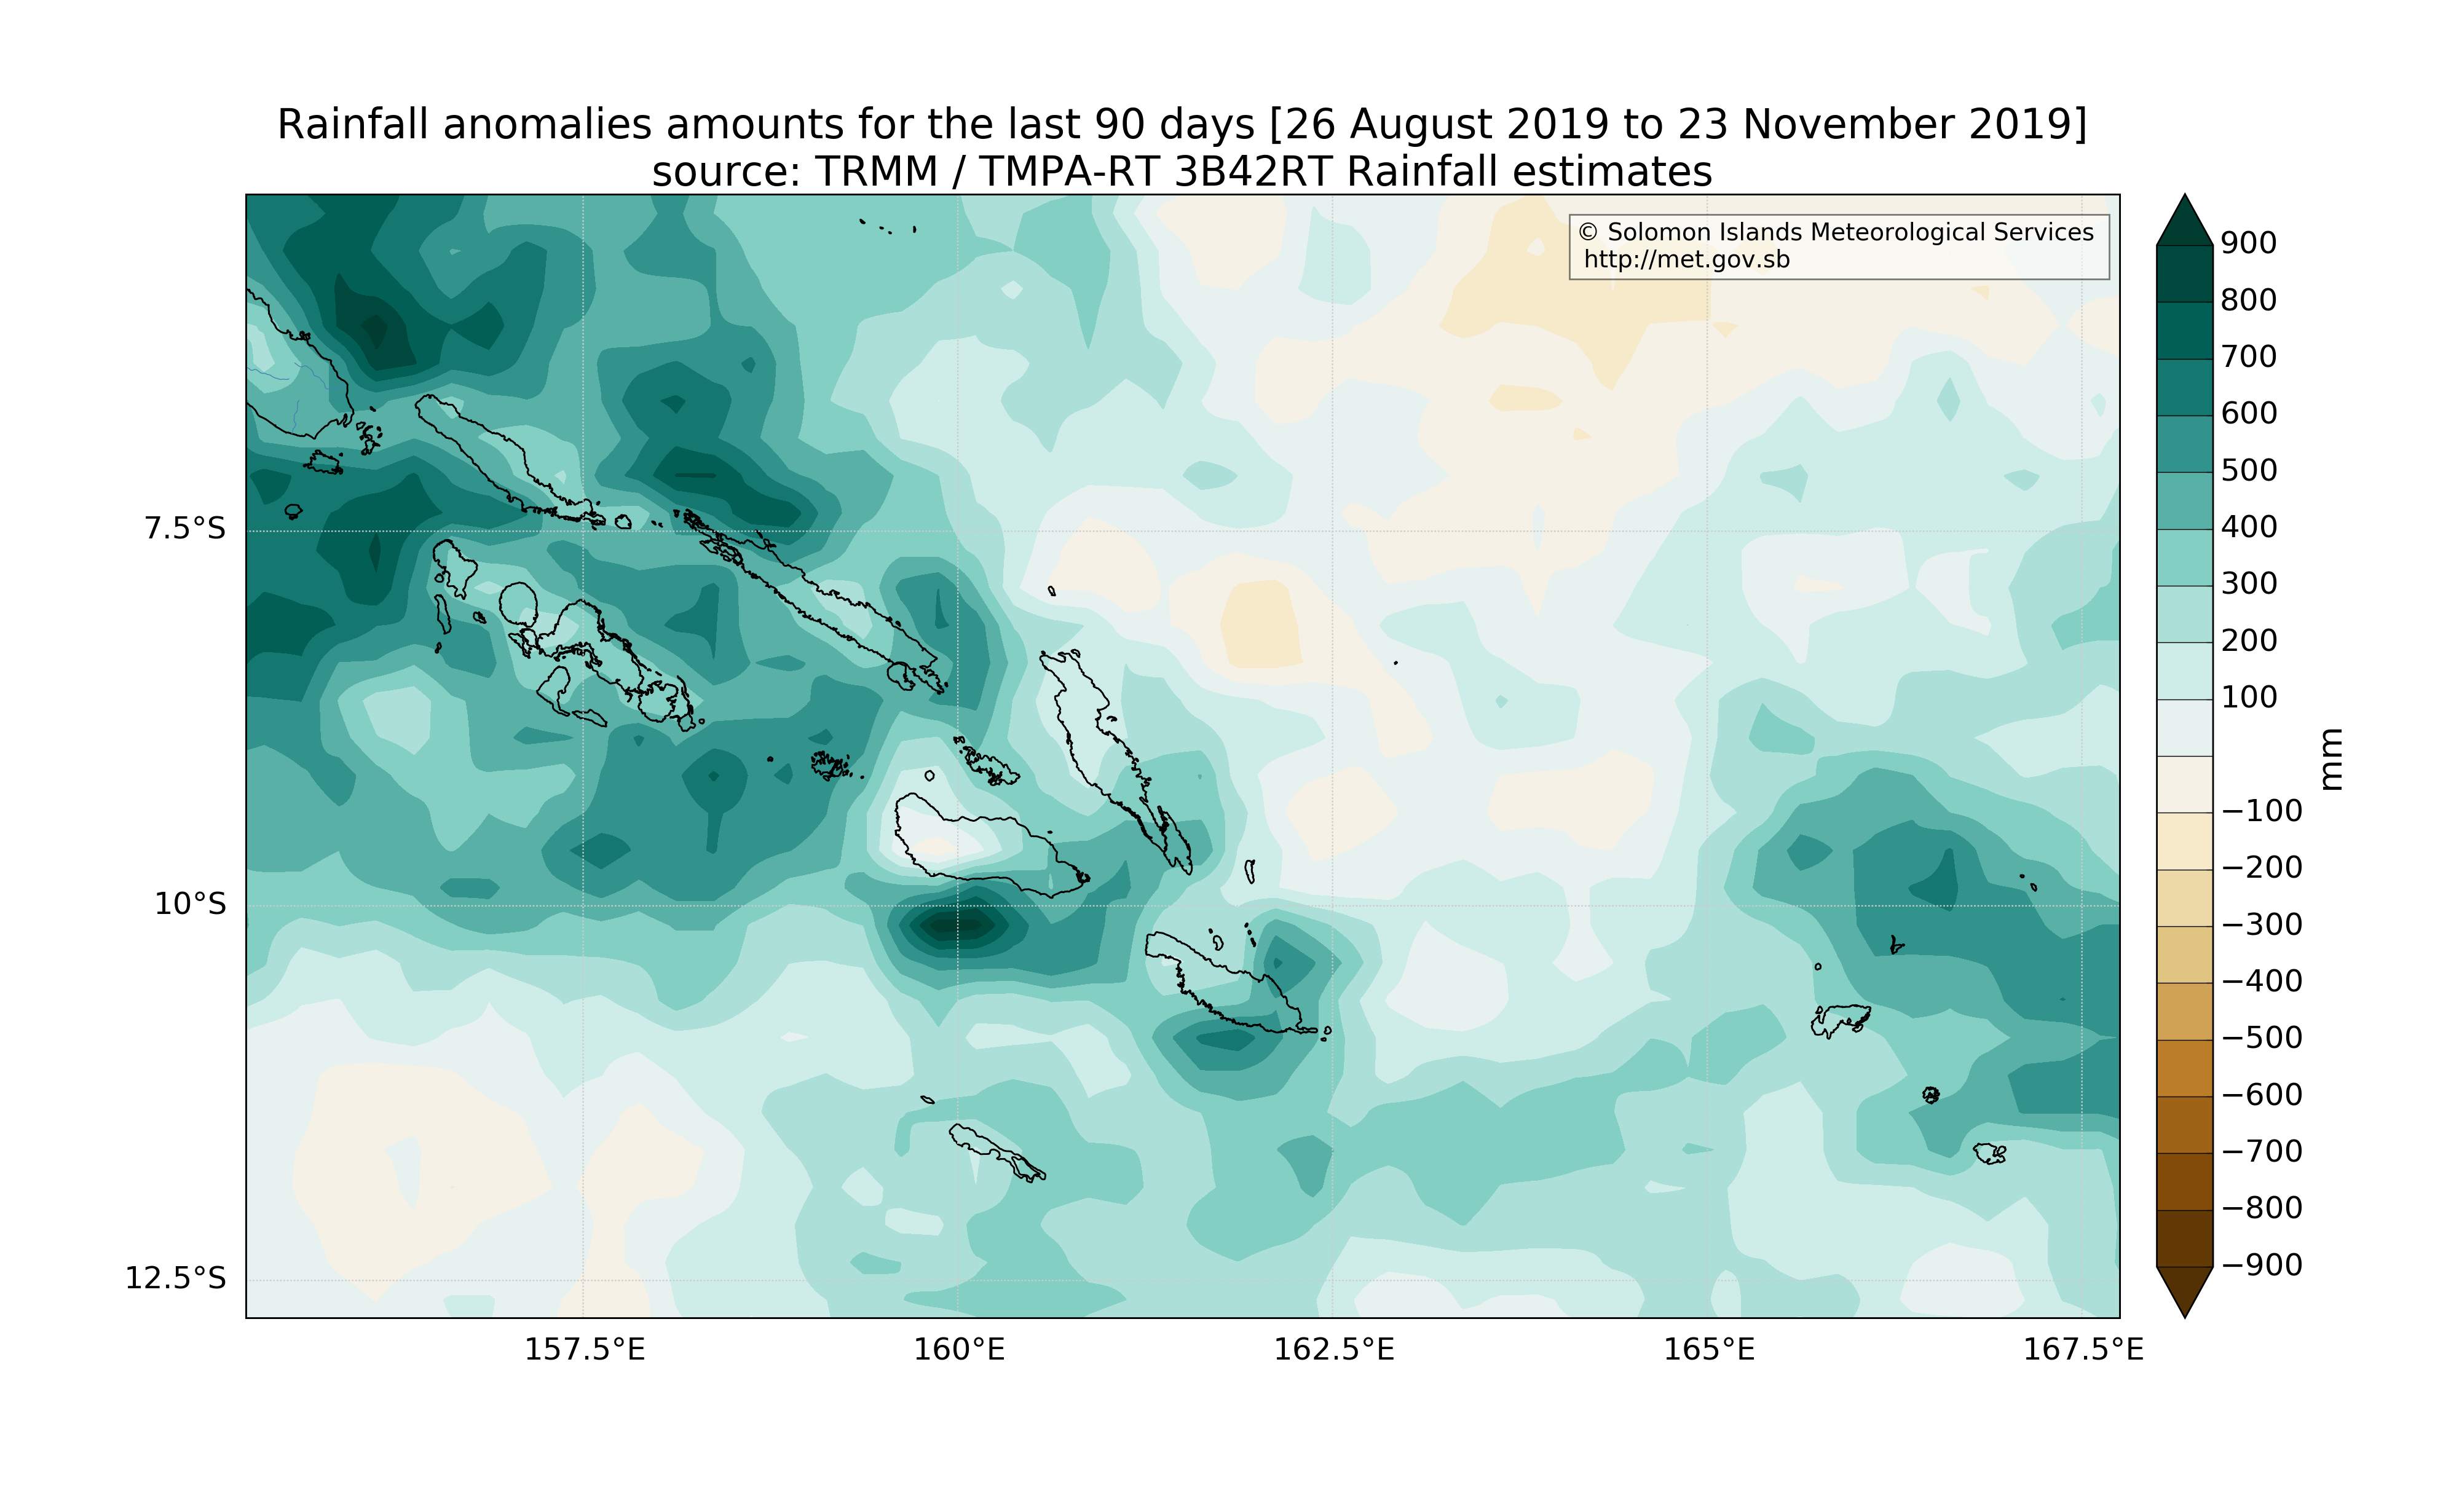 Rainfall anomalies amounts for the last 90 days [26 August 2019 to 23 November 2019]
source: TRMM / TMPA-RT 3B42RT Rainfall estimates
© Solomon Islands Meteorological Services
http://met.gov.sb
7.5°S
10°S
12.5°S
157.5°E
160°E
162.5°E
165°E
167.5°E
900
800
700
600
500
400
300
200
100
−100
−200
−300
−400
−500
−600
−700
−800
−900
mm